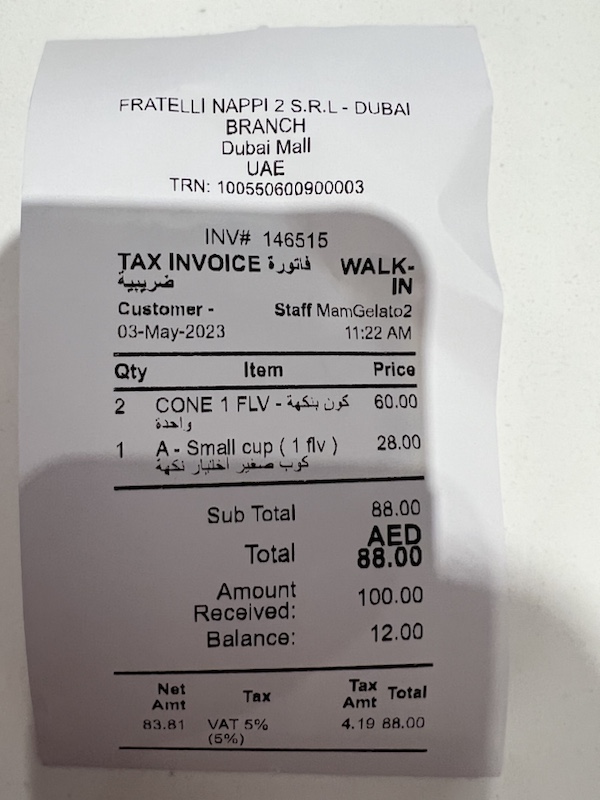 FRATELLI NAPPI 2 S.R.L - DUBAI
BRANCH
Dubai Mall
UAE
TRN: 100550600900003
INV# 146515
TAX INVOICE فاتورة WALK-
ضريبية IN
Customer - Staff MamGelato2
03-May-2023 11:22 AM
Qty Item Price
2 CONE 1 FLV - كون بنكهة 60.00
واحدة
1 A - Small cup ( 1 flv ) 28.00
كوب صغير اختيار نكهة
Sub Total 88.00
AED
Total 88.00
Amount
Received: 100.00
Balance: 12.00
Net Tax
Amt Tax Amt Total
83.81 VAT 5% 4.19 88.00
(5%)